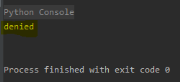 Python Console
denied
Process finished with exit code 0